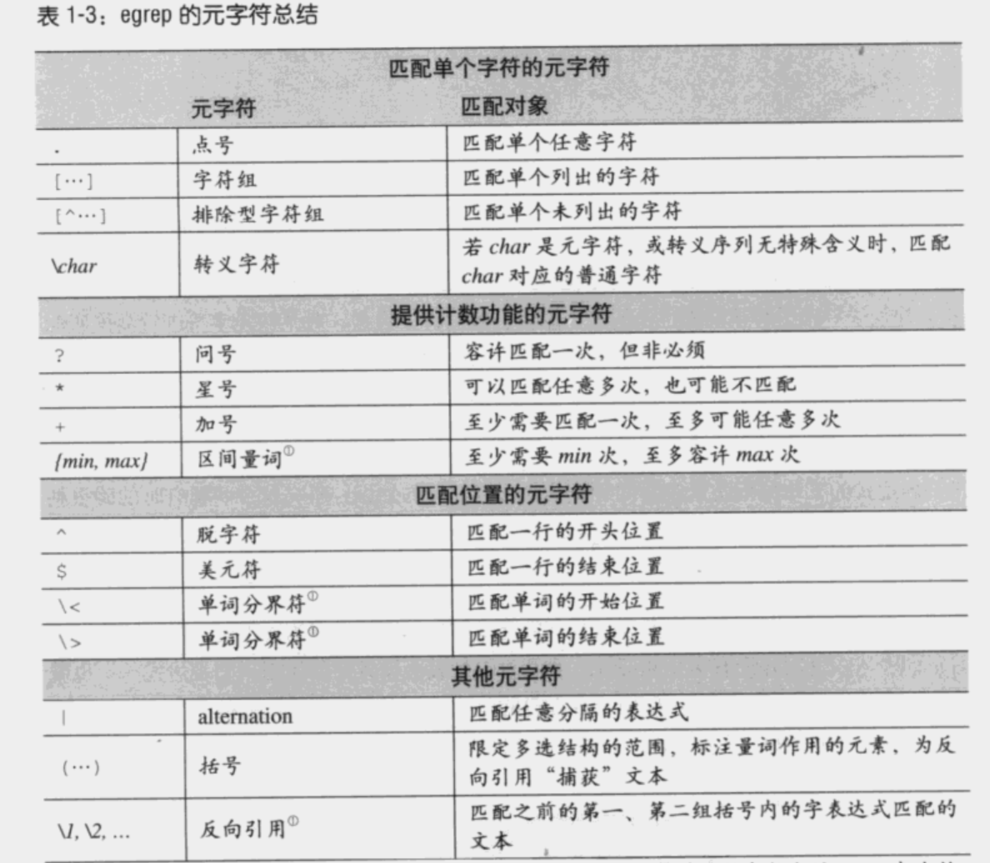 表 1-3：egrep 的元字符总结
匹配单个字符的元字符
元字符 匹配对象
. 点号 匹配单个任意字符
[···] 字符组 匹配单个列出的字符
[^···] 排除型字符组 匹配单个未列出的字符
\char 转义字符 若 char 是元字符，或转义序列无特殊含义时，匹配
char 对应的普通字符
提供计数功能的元字符
? 问号 容许匹配一次，但非必须
* 星号 可以匹配任意多次，也可能不匹配
+ 加号 至少需要匹配一次，至多可能任意多次
{min, max} 区间量词① 至少需要 min 次，至多容许 max 次
匹配位置的元字符
^ 脱字符 匹配一行的开头位置
$ 美元符 匹配一行的结束位置
\< 单词分界符① 匹配单词的开始位置
\> 单词分界符① 匹配单词的结束位置
其他元字符
| alternation 匹配任意分隔的表达式
(···) 括号 限定多选结构的范围，标注量词作用的元素，为反
向引用“捕获”文本
\1, \2, ... 反向引用① 匹配之前的第一、第二组括号内的字表达式匹配的
文本